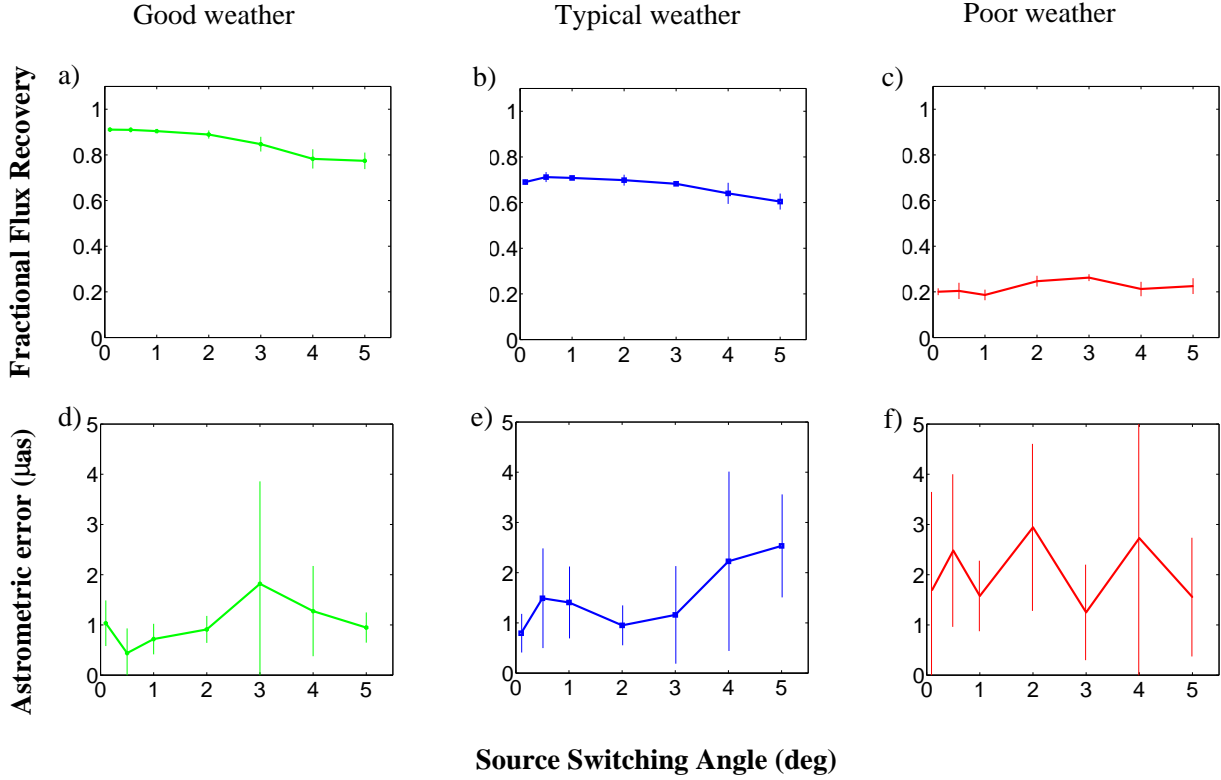 Good weather
Typical weather
Poor weather
Fractional Flux Recovery
a)
1
0.8
0.6
0.4
0.2
0
0 1 2 3 4 5
b)
1
0.8
0.6
0.4
0.2
0
0 1 2 3 4 5
c)
1
0.8
0.6
0.4
0.2
0
0 1 2 3 4 5
Astrometric error (μas)
d)
5
4
3
2
1
0
0 1 2 3 4 5
e)
5
4
3
2
1
0
0 1 2 3 4 5
f)
5
4
3
2
1
0
0 1 2 3 4 5
Source Switching Angle (deg)